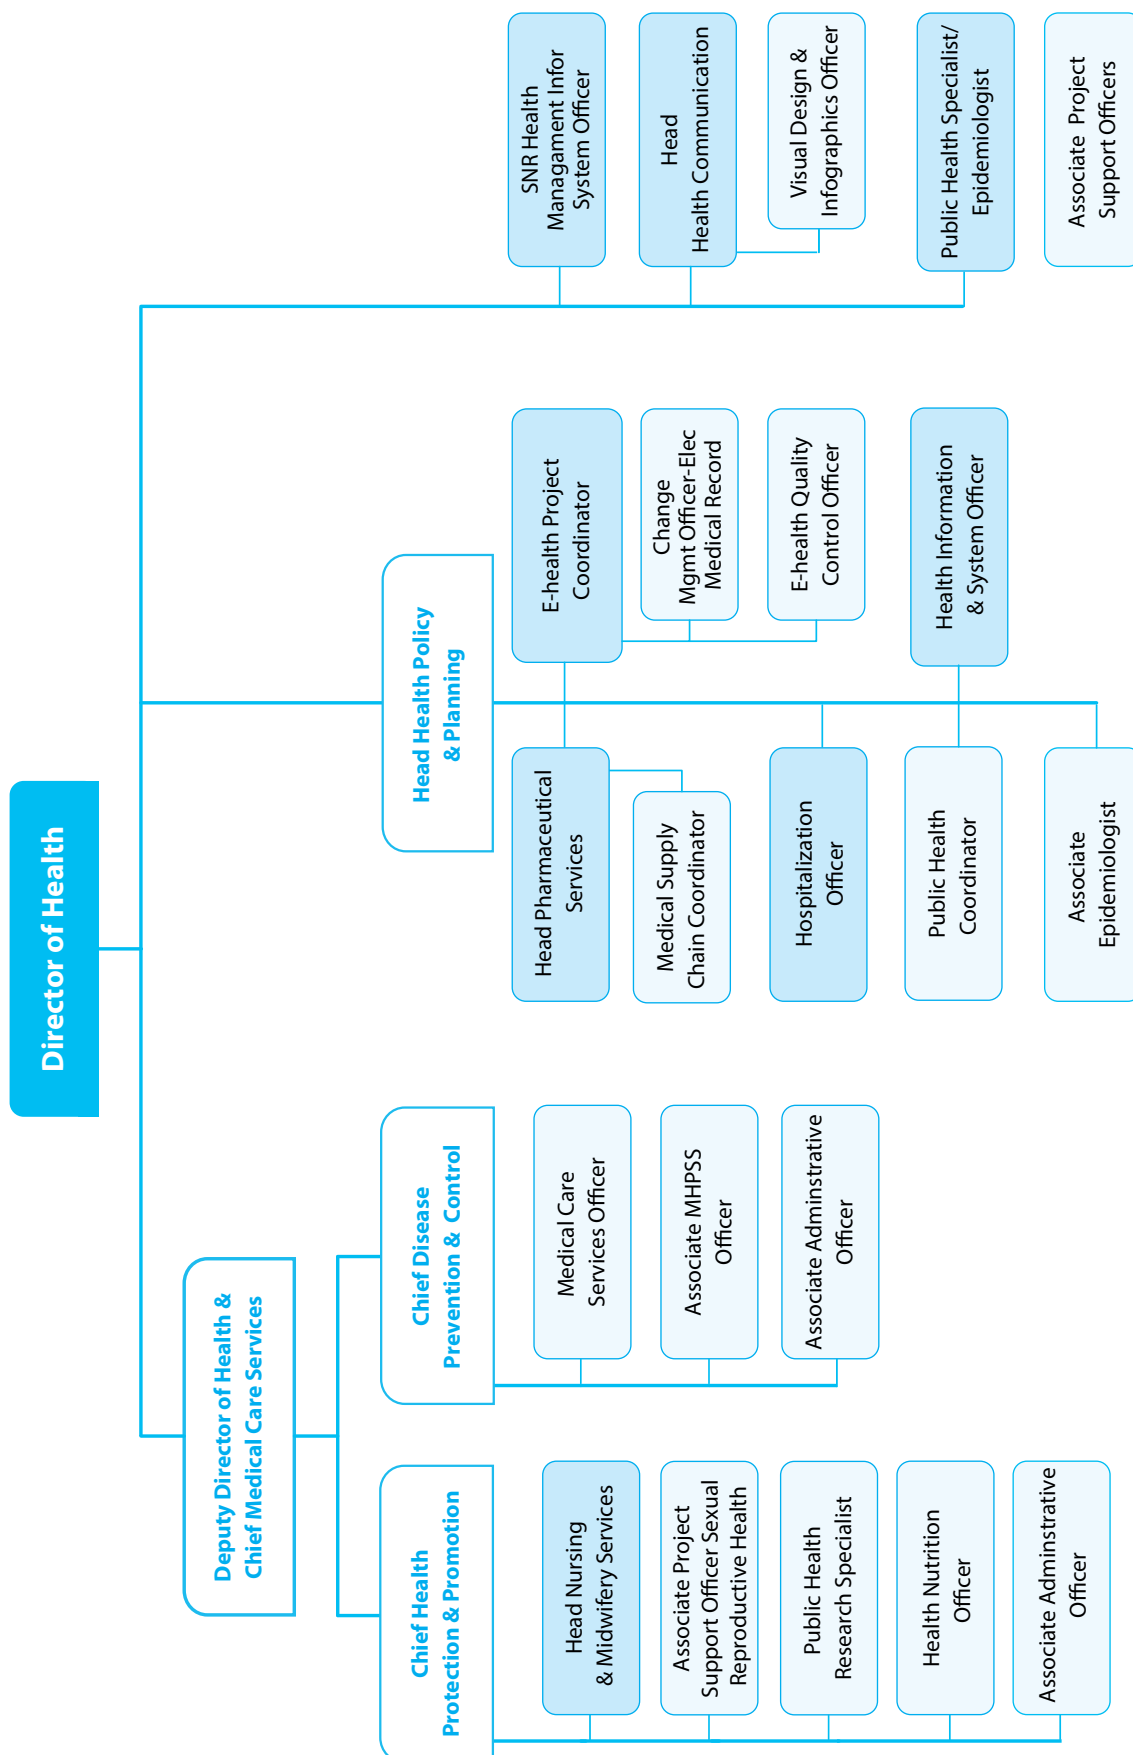 Director of Health
Deputy Director of Health &
Chief Medical Care Services
Chief Health
Protection & Promotion
Head Nursing
& Midwifery Services
Associate Project
Support Officer Sexual
Reproductive Health
Public Health
Research Specialist
Health Nutrition
Officer
Associate Adminstrative
Officer
Chief Disease
Prevention & Control
Medical Care
Services Officer
Associate MHPSS
Officer
Associate Adminstrative
Officer
Head Health Policy
& Planning
Head Pharmaceutical
Services
Medical Supply
Chain Coordinator
Hospitalization
Officer
Public Health
Coordinator
Associate
Epidemiologist
E-health Project
Coordinator
Change
Mgmt Officer-Elec
Medical Record
E-health Quality
Control Officer
Health Information
& System Officer
SNR Health
Managament Infor
System Officer
Head
Health Communication
Visual Design &
Infographics Officer
Public Health Specialist/
Epidemiologist
Associate Project
Support Officers